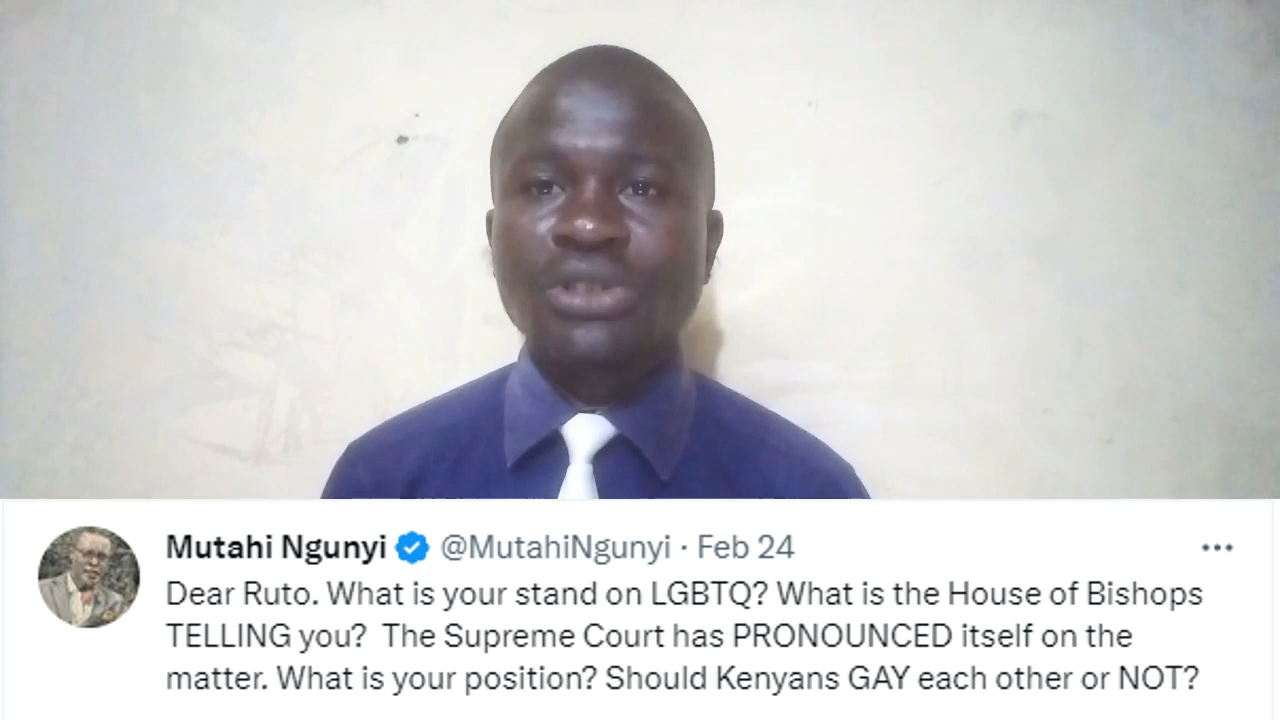 Mutahi Ngunyi @MutahiNgunyi · Feb 24
Dear Ruto. What is your stand on LGBTQ? What is the House of Bishops
TELLING you? The Supreme Court has PRONOUNCED itself on the
matter. What is your position? Should Kenyans GAY each other or NOT?